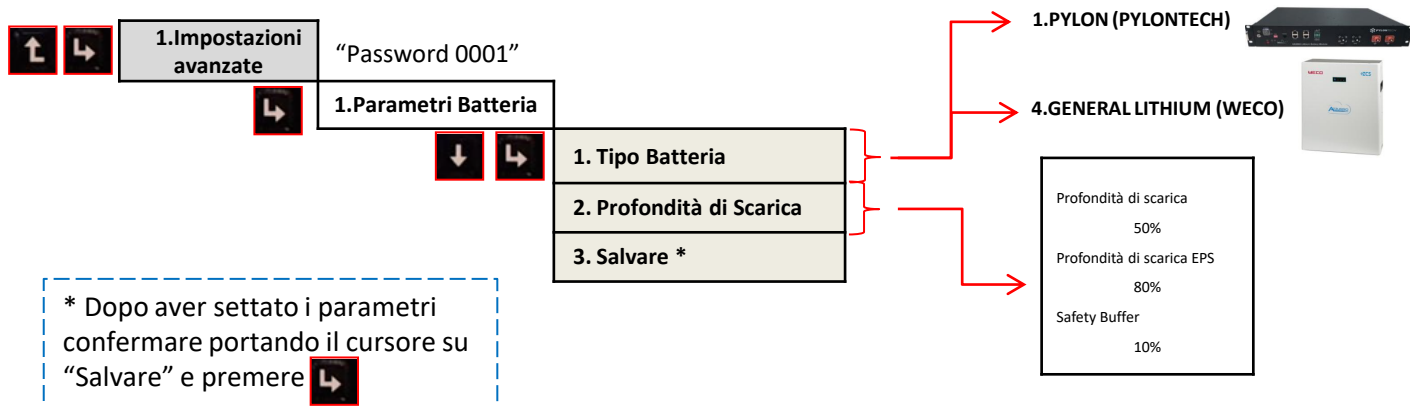 1.Impostazioni
avanzate
“Password 0001”
1.Parametri Batteria
1. Tipo Batteria
2. Profondità di Scarica
3. Salvare *
1.PYLON (PYLONTECH)
4.GENERAL LITHIUM (WECO)
WECO
Profondità di scarica
50%
Profondità di scarica EPS
80%
Safety Buffer
10%
* Dopo aver settato i parametri
confermare portando il cursore su
“Salvare” e premere